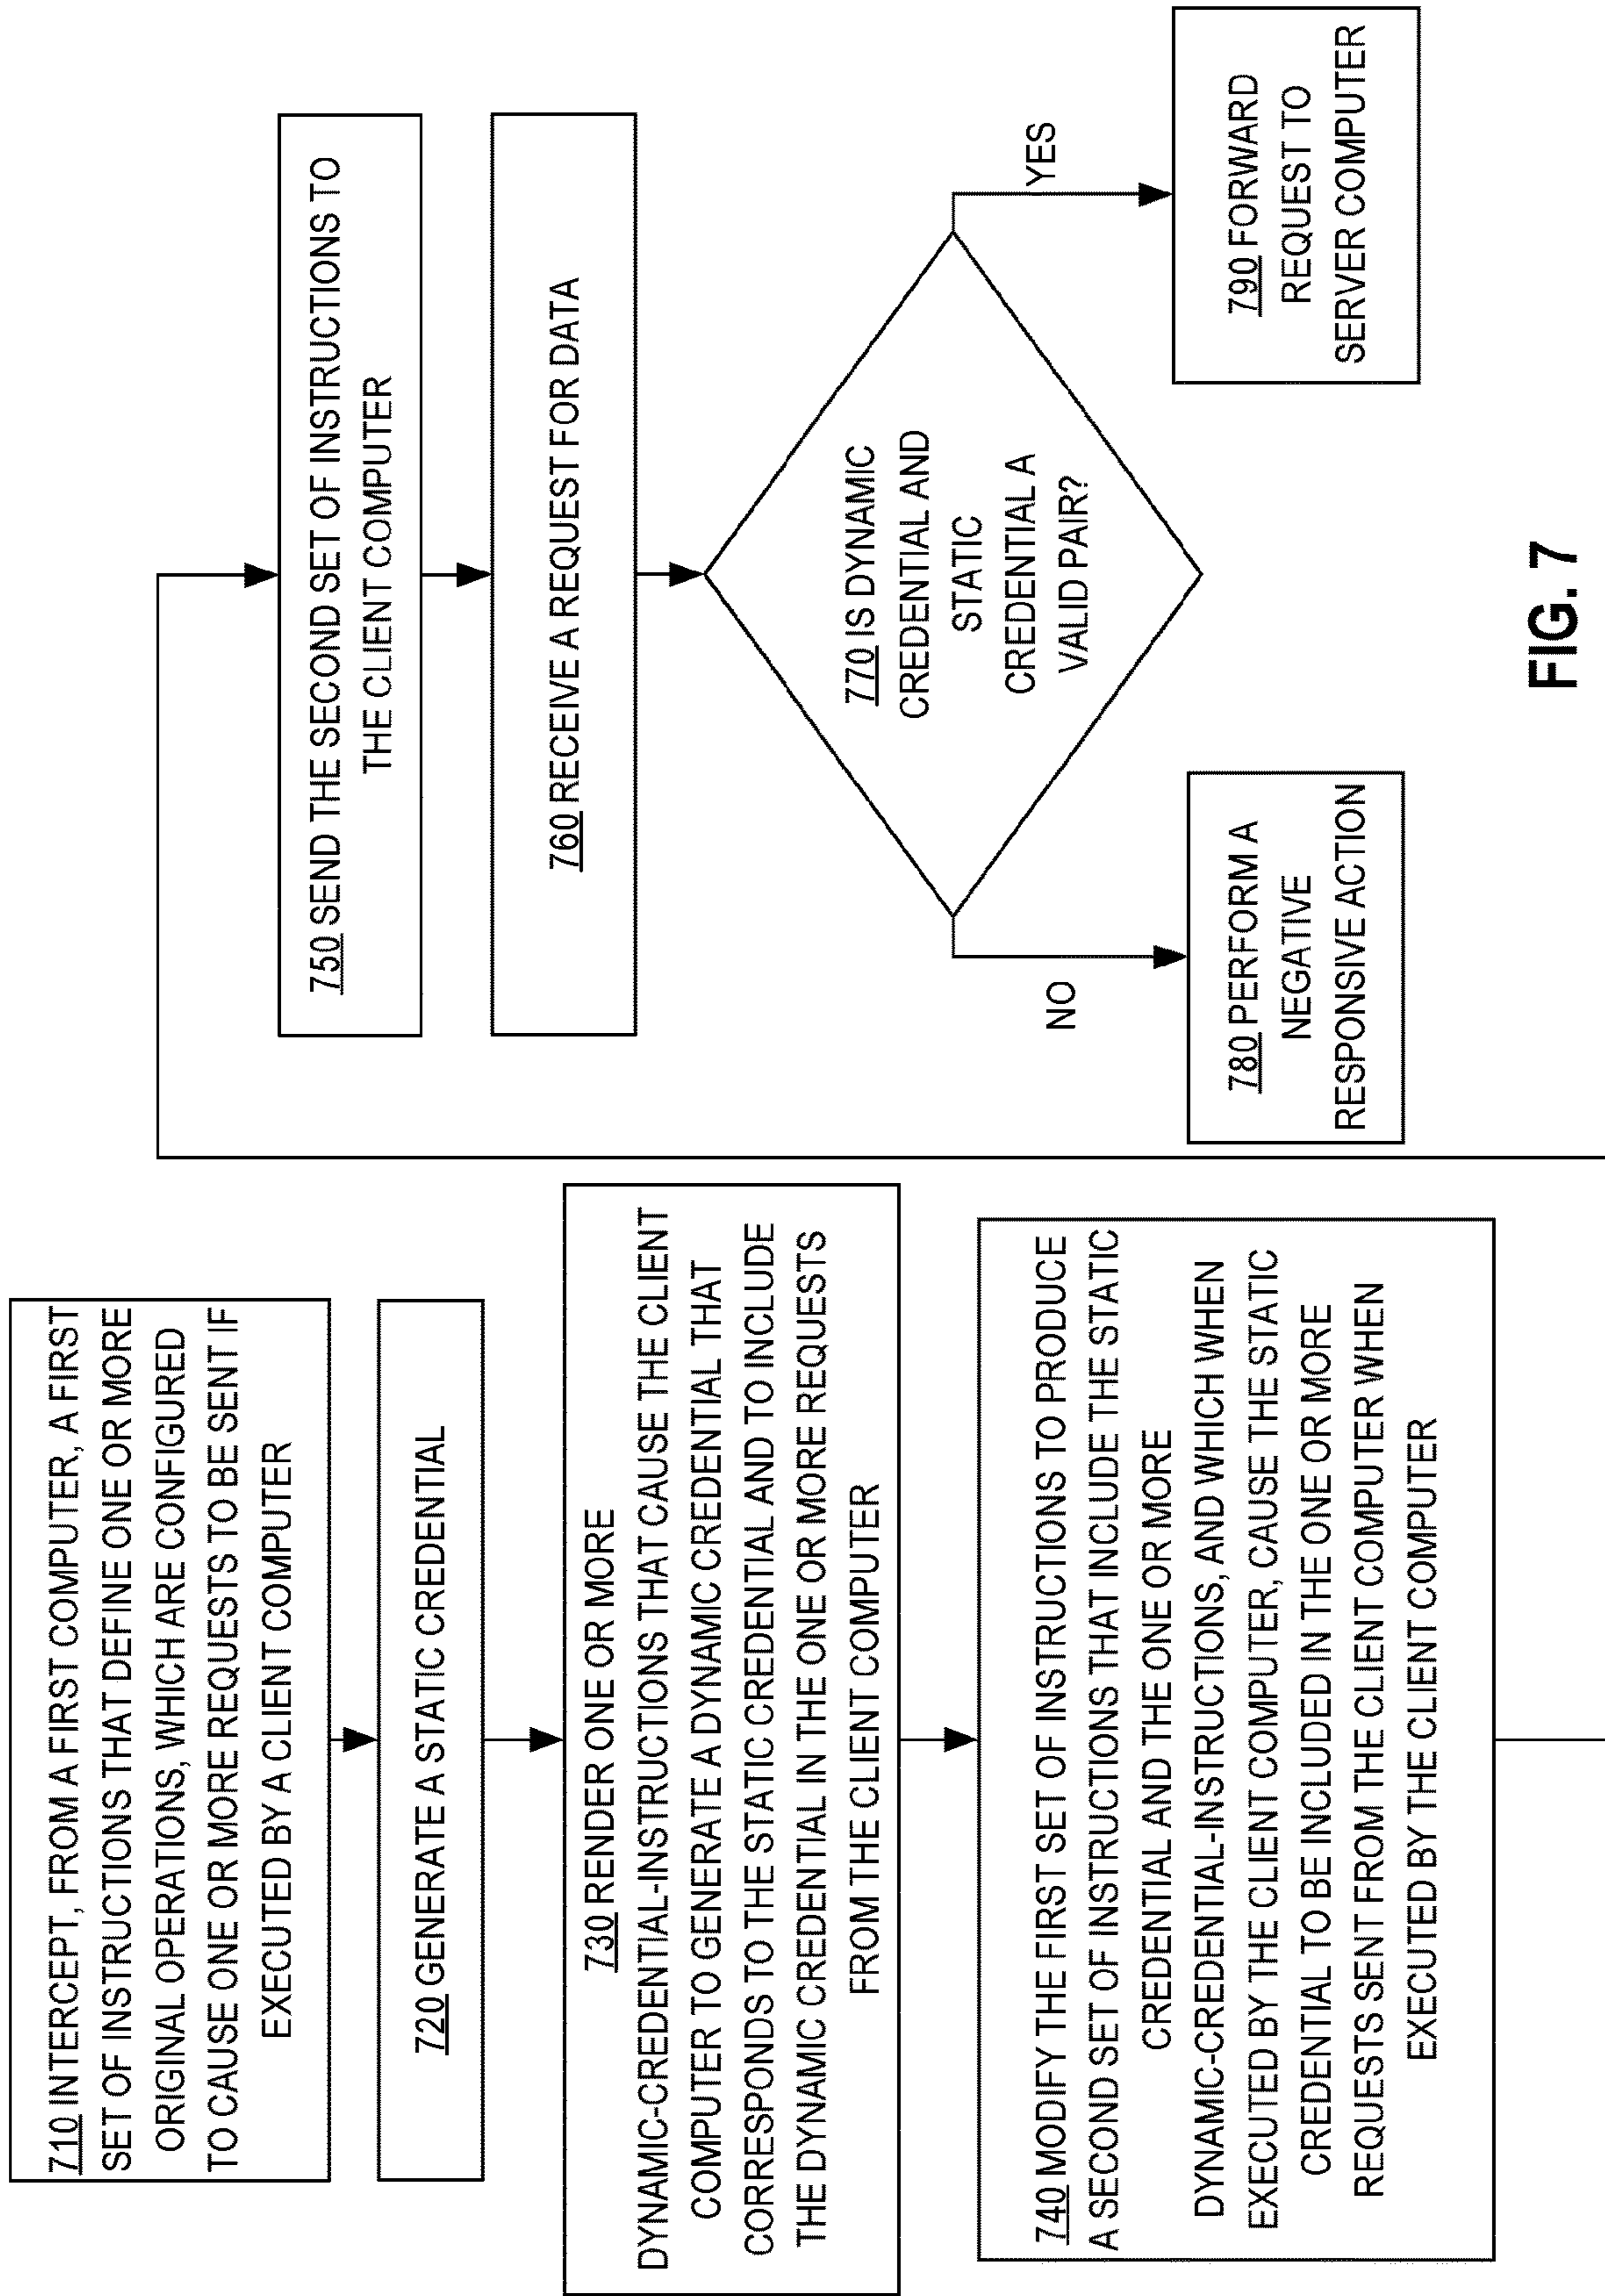 710 INTERCEPT, FROM A FIRST COMPUTER, A FIRST
SET OF INSTRUCTIONS THAT DEFINE ONE OR MORE
ORIGINAL OPERATIONS, WHICH ARE CONFIGURED
TO CAUSE ONE OR MORE REQUESTS TO BE SENT IF
EXECUTED BY A CLIENT COMPUTER
720 GENERATE A STATIC CREDENTIAL
730 RENDER ONE OR MORE
DYNAMIC-CREDENTIAL-INSTRUCTIONS THAT CAUSE THE CLIENT
COMPUTER TO GENERATE A DYNAMIC CREDENTIAL THAT
CORRESPONDS TO THE STATIC CREDENTIAL AND TO INCLUDE
THE DYNAMIC CREDENTIAL IN THE ONE OR MORE REQUESTS
FROM THE CLIENT COMPUTER
740 MODIFY THE FIRST SET OF INSTRUCTIONS TO PRODUCE
A SECOND SET OF INSTRUCTIONS THAT INCLUDE THE STATIC
CREDENTIAL AND THE ONE OR MORE
DYNAMIC-CREDENTIAL-INSTRUCTIONS, AND WHICH WHEN
EXECUTED BY THE CLIENT COMPUTER, CAUSE THE STATIC
CREDENTIAL TO BE INCLUDED IN THE ONE OR MORE
REQUESTS SENT FROM THE CLIENT COMPUTER WHEN
EXECUTED BY THE CLIENT COMPUTER
750 SEND THE SECOND SET OF INSTRUCTIONS TO
THE CLIENT COMPUTER
760 RECEIVE A REQUEST FOR DATA
770 IS DYNAMIC
CREDENTIAL AND
STATIC
CREDENTIAL A
VALID PAIR?
NO
YES
780 PERFORM A
NEGATIVE
RESPONSIVE ACTION
790 FORWARD
REQUEST TO
SERVER COMPUTER
FIG. 7